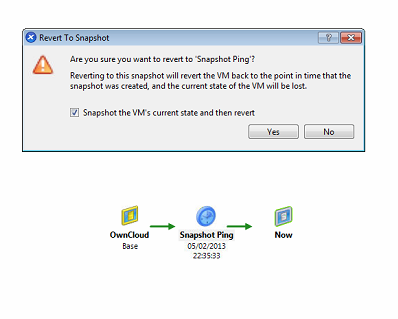 Revert To Snapshot
Are you sure you want to revert to 'Snapshot Ping'?
Reverting to this snapshot will revert the VM back to the point in time that the
snapshot was created, and the current state of the VM will be lost.
Snapshot the VM's current state and then revert
Yes No
OwnCloud Snapshot Ping Now
Base 05/02/2013
22:35:33